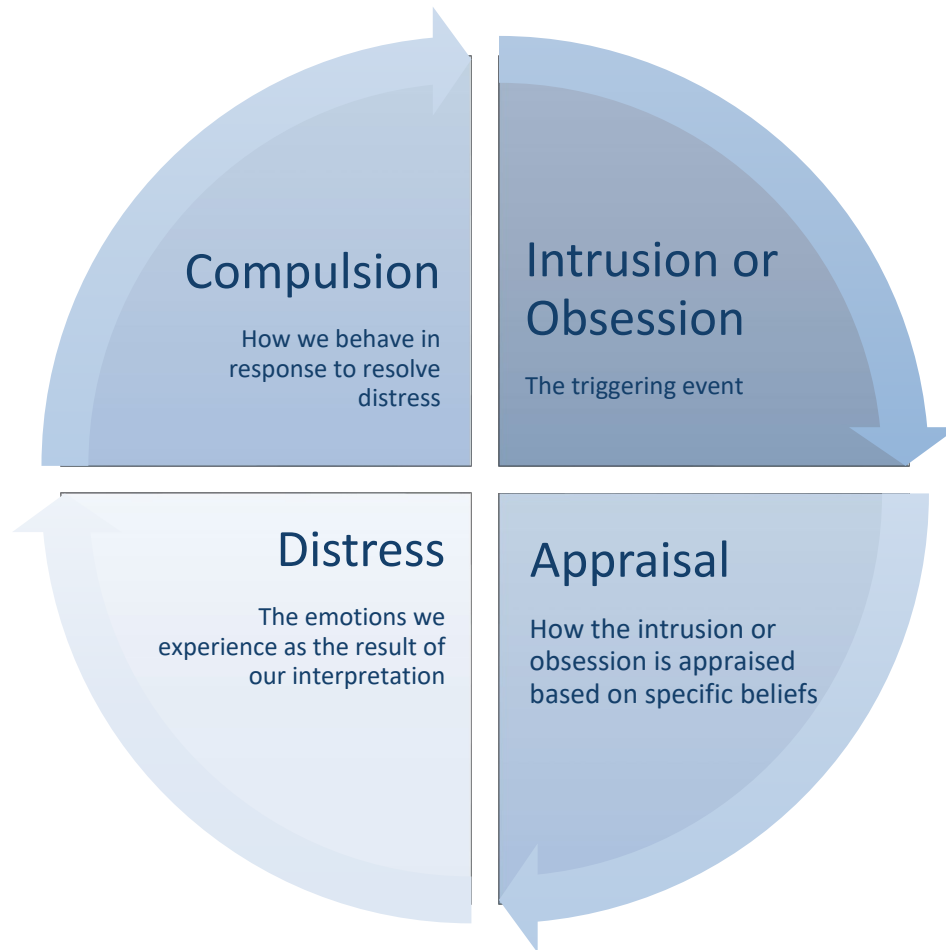 Compulsion
How we behave in
response to resolve
distress
Intrusion or
Obsession
The triggering event
Distress
The emotions we
experience as the result of
our interpretation
Appraisal
How the intrusion or
obsession is appraised
based on specific beliefs